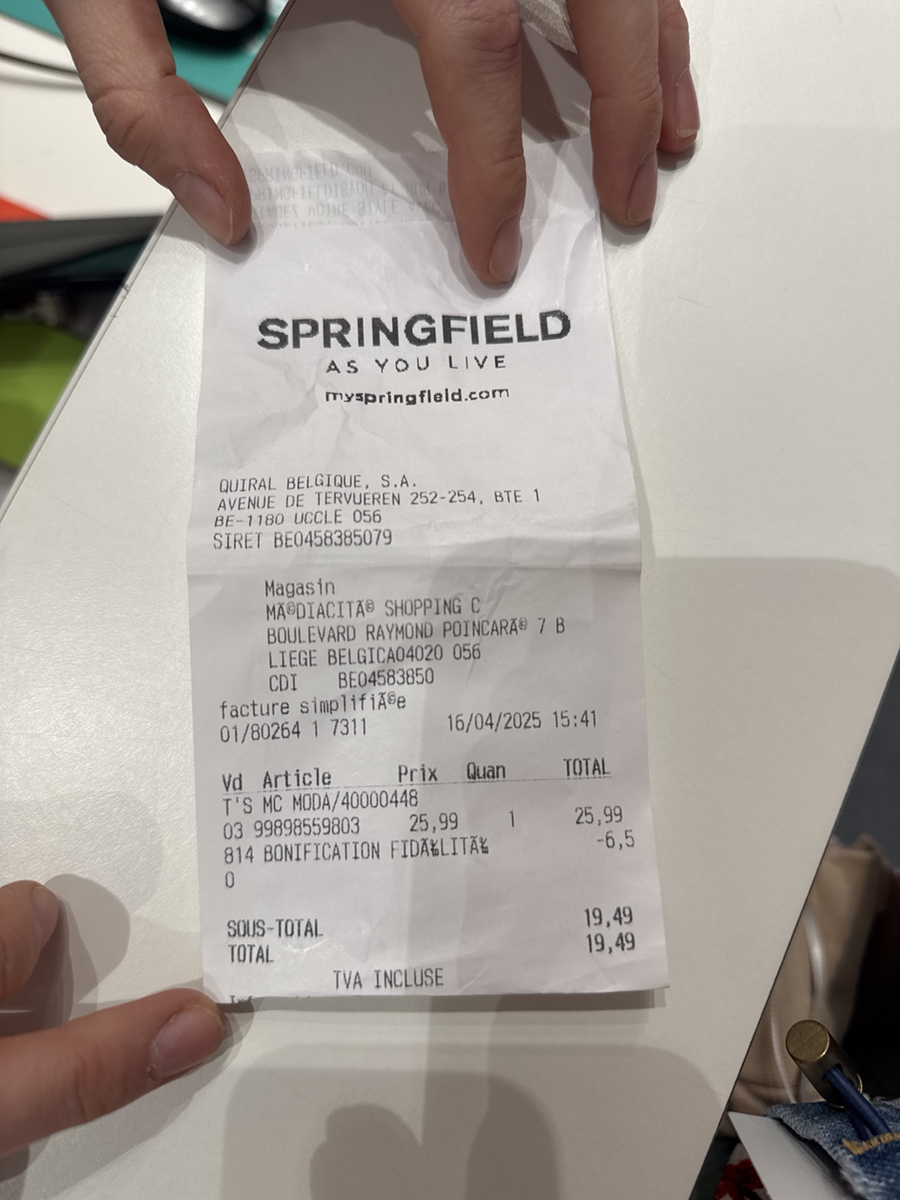 SPRINGFIELD
AS YOU LIVE
myspringfield.com
QUIRAL BELGIQUE, S.A.
AVENUE DE TERVUEREN 252-254, BTE 1
BE-1180 UCCLE 056
SIRET BE0458385079
Magasin
MÃ©DIACITÃ© SHOPPING C
BOULEVARD RAYMOND POINCARÃ© 7 B
LIEGE BELGICA04020 056
CDI BE04583850
facture simplifiÃ©e
01/80264 1 7311 16/04/2025 15:41
Vd Article Prix Quan TOTAL
T'S MC MODA/40000448
03 99898559803 25,99 1 25,99
814 BONIFICATION FIDÃ‰LITÃ‰ -6,5
0
SOUS-TOTAL 19,49
TOTAL 19,49
TVA INCLUSE